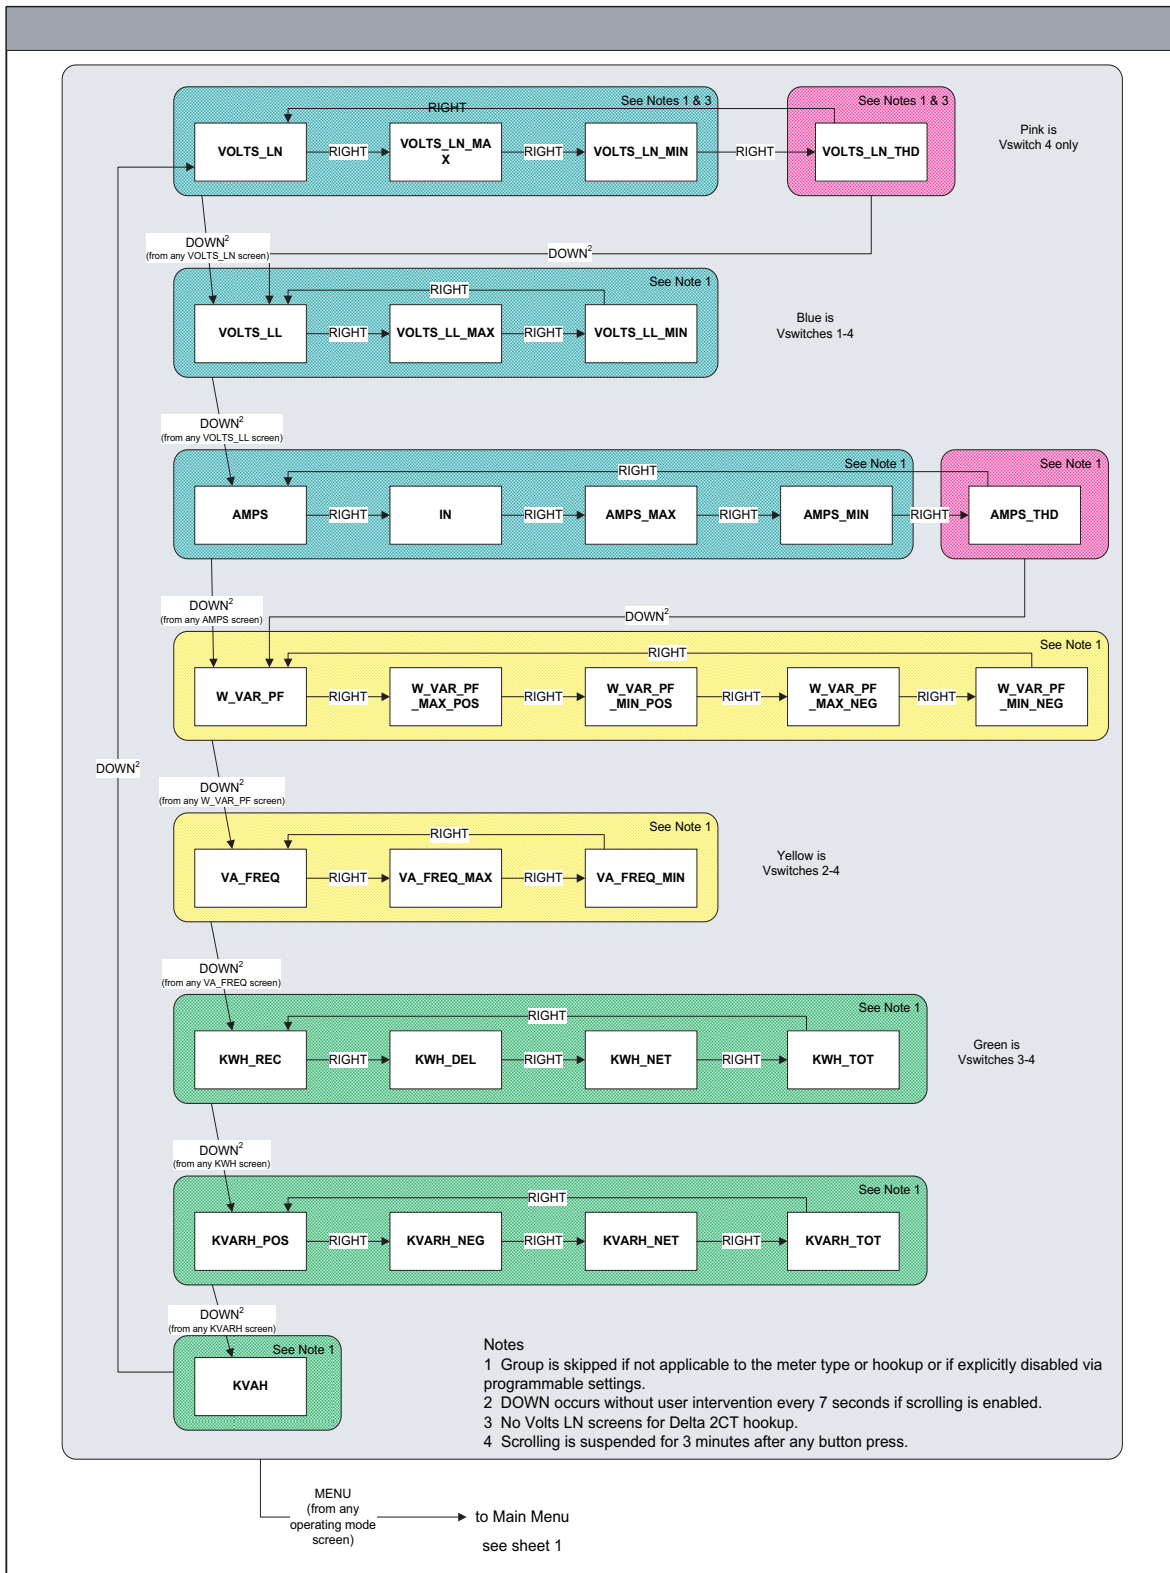 See Notes 1 & 3
See Notes 1 & 3
RIGHT
Pink is
Vswitch 4 only
VOLTS_LN
RIGHT
VOLTS_LN_MA
X
RIGHT
VOLTS_LN_MIN
RIGHT
VOLTS_LN_THD
DOWN2
(from any VOLTS_LN screen)
DOWN2
See Note 1
RIGHT
Blue is
Vswitches 1-4
VOLTS_LL
RIGHT
VOLTS_LL_MAX
RIGHT
VOLTS_LL_MIN
DOWN2
(from any VOLTS_LL screen)
See Note 1
See Note 1
RIGHT
AMPS
RIGHT
IN
RIGHT
AMPS_MAX
RIGHT
AMPS_MIN
RIGHT
AMPS_THD
DOWN2
(from any AMPS screen)
DOWN2
See Note 1
RIGHT
W_VAR_PF
RIGHT
W_VAR_PF
_MAX_POS
RIGHT
W_VAR_PF
_MIN_POS
RIGHT
W_VAR_PF
_MAX_NEG
RIGHT
W_VAR_PF
_MIN_NEG
DOWN2
DOWN2
(from any W_VAR_PF screen)
See Note 1
RIGHT
Yellow is
Vswitches 2-4
VA_FREQ
RIGHT
VA_FREQ_MAX
RIGHT
VA_FREQ_MIN
DOWN2
(from any VA_FREQ screen)
See Note 1
RIGHT
Green is
Vswitches 3-4
KWH_REC
RIGHT
KWH_DEL
RIGHT
KWH_NET
RIGHT
KWH_TOT
DOWN2
(from any KWH screen)
See Note 1
RIGHT
KVARH_POS
RIGHT
KVARH_NEG
RIGHT
KVARH_NET
RIGHT
KVARH_TOT
DOWN2
(from any KVARH screen)
See Note 1
KVAH
Notes
1 Group is skipped if not applicable to the meter type or hookup or if explicitly disabled via
programmable settings.
2 DOWN occurs without user intervention every 7 seconds if scrolling is enabled.
3 No Volts LN screens for Delta 2CT hookup.
4 Scrolling is suspended for 3 minutes after any button press.
MENU
(from any
operating mode
screen)
to Main Menu
see sheet 1